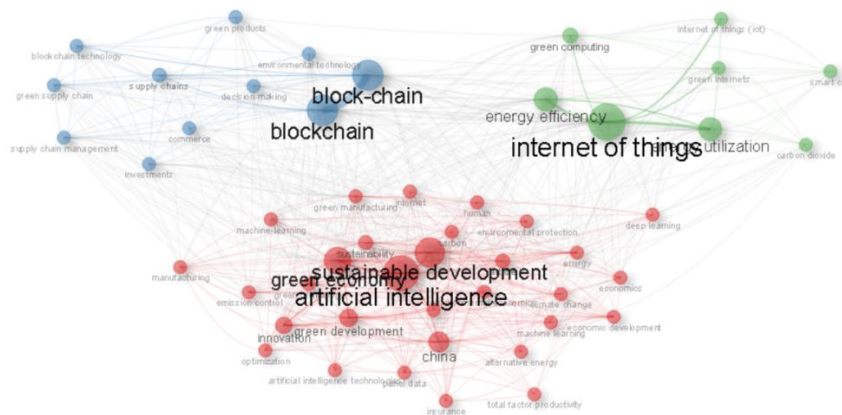 green products
internet of things (iot)
blockchain technology
environmental technology
green computing
supply chains
green internets
green supply chain
decision making
block-chain
energy efficiency
blockchain
commerce
internet of things
energy utilization
supply chain management
carbon dioxide
investments
internet
green manufacturing
human
machine-learning
environmental protection
deep learning
carbon
sustainability
energy
manufacturing
sustainable development
green economy
economics
artificial intelligence
emission control
climate change
innovation
green development
machine learning
economic development
china
optimization
alternative energy
artificial intelligence technologies
panel data
insurance
total factor productivity